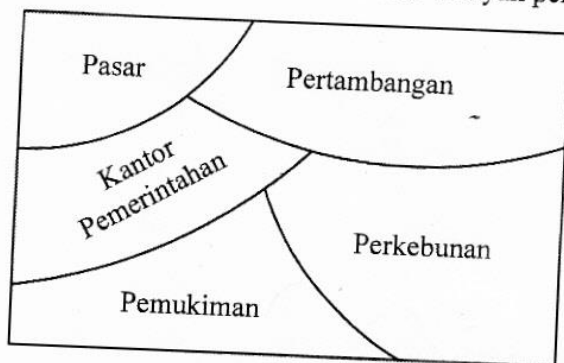 Pasar
Pertambangan
Kantor
Pemerintahan
Perkebunan
Pemukiman